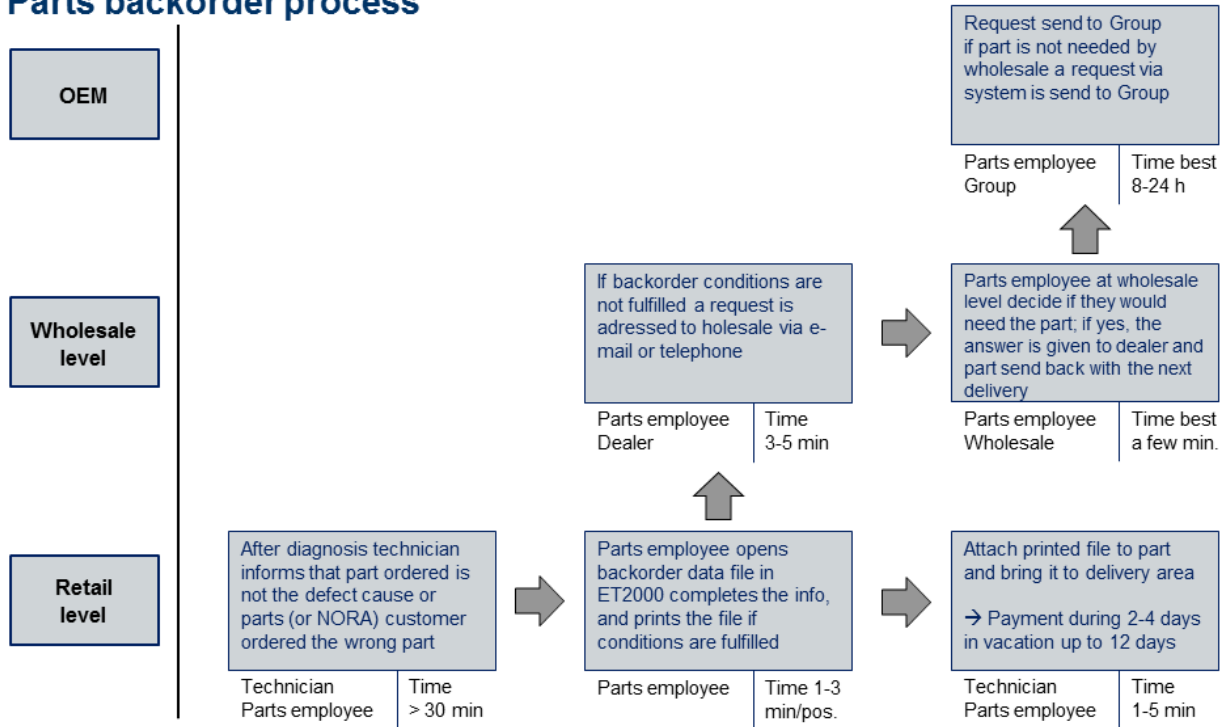 Parts backorder process
OEM
Request send to Group
if part is not needed by
wholesale a request via
system is send to Group
Parts employee
Group
Time best
8-24 h
Wholesale
level
If backorder conditions are
not fulfilled a request is
adressed to holesale via e-
mail or telephone
Parts employee
Dealer
Time
3-5 min
Parts employee at wholesale
level decide if they would
need the part; if yes, the
answer is given to dealer and
part send back with the next
delivery
Parts employee
Wholesale
Time best
a few min.
Retail
level
After diagnosis technician
informs that part ordered is
not the defect cause or
parts (or NORA) customer
ordered the wrong part
Technician
Parts employee
Time
> 30 min
Parts employee opens
backorder data file in
ET2000 completes the info,
and prints the file if
conditions are fulfilled
Parts employee
Time 1-3
min/pos.
Attach printed file to part
and bring it to delivery area
→ Payment during 2-4 days
in vacation up to 12 days
Technician
Parts employee
Time
1-5 min